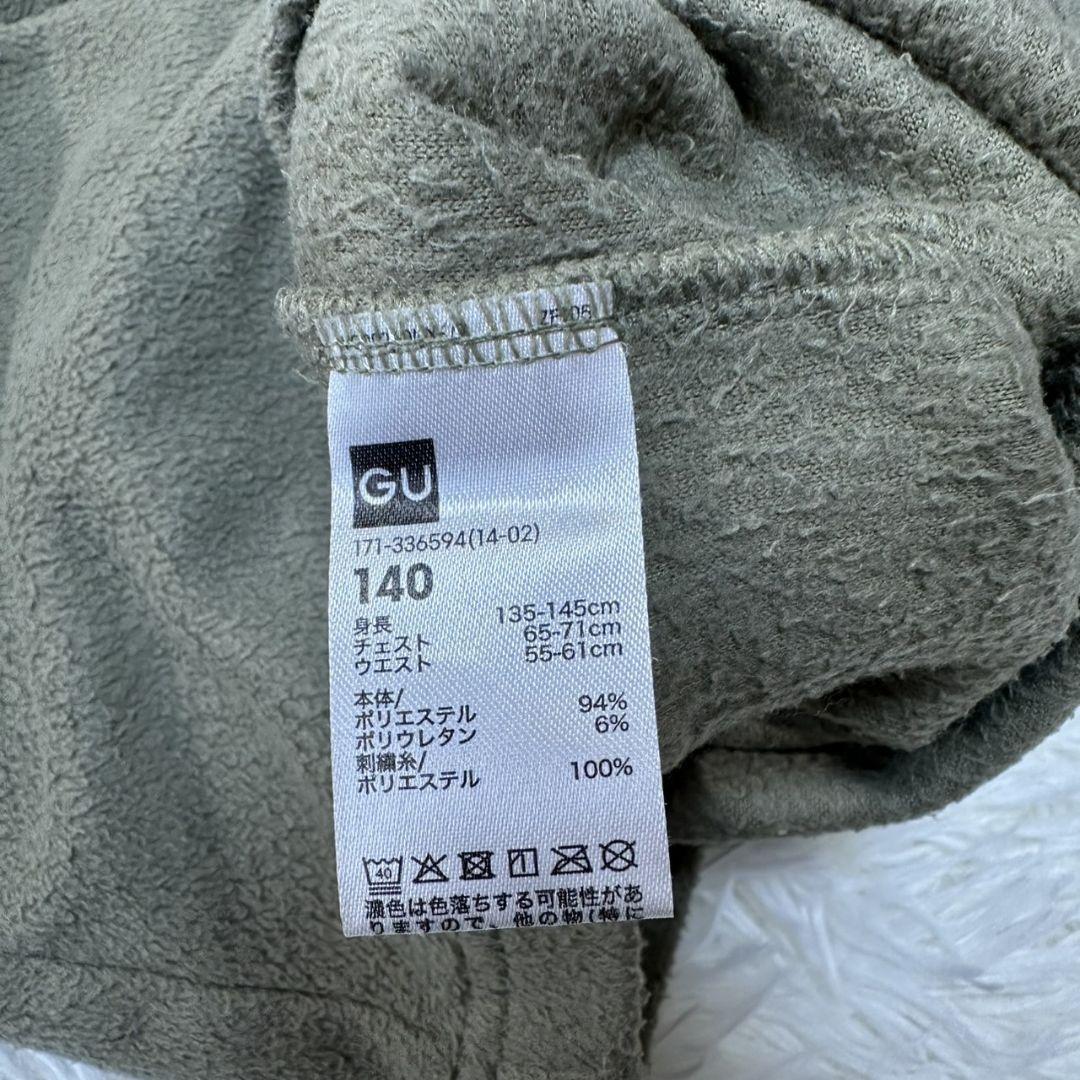 GU
171-336594(14-02)
140
身長 135-145cm
チェスト 65-71cm
ウエスト 55-61cm
本体/
ポリエステル 94%
ポリウレタン 6%
刺繍糸/
ポリエステル 100%
40
濃色は色落ちする可能性があ
りますので、他の物(特に